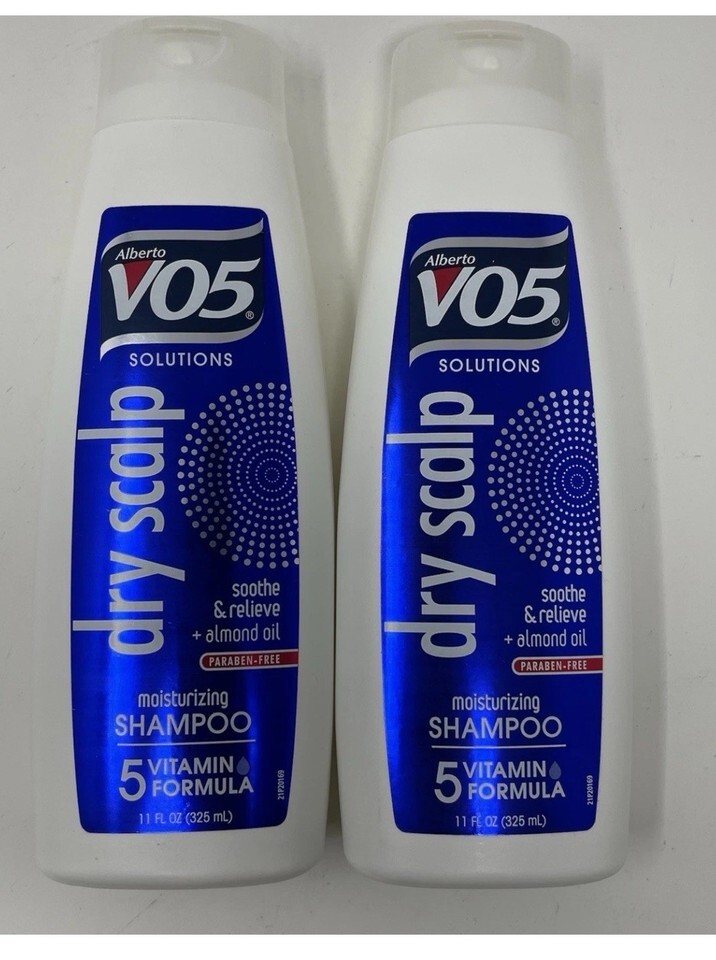 Alberto
VO5®
SOLUTIONS
dry scalp
soothe
& relieve
+ almond oil
PARABEN-FREE
moisturizing
SHAMPOO
5 VITAMIN
FORMULA
21P20169
11 FL OZ (325 mL)
Alberto
VO5®
SOLUTIONS
dry scalp
soothe
& relieve
+ almond oil
PARABEN-FREE
moisturizing
SHAMPOO
5 VITAMIN
FORMULA
21P20169
11 FL OZ (325 mL)